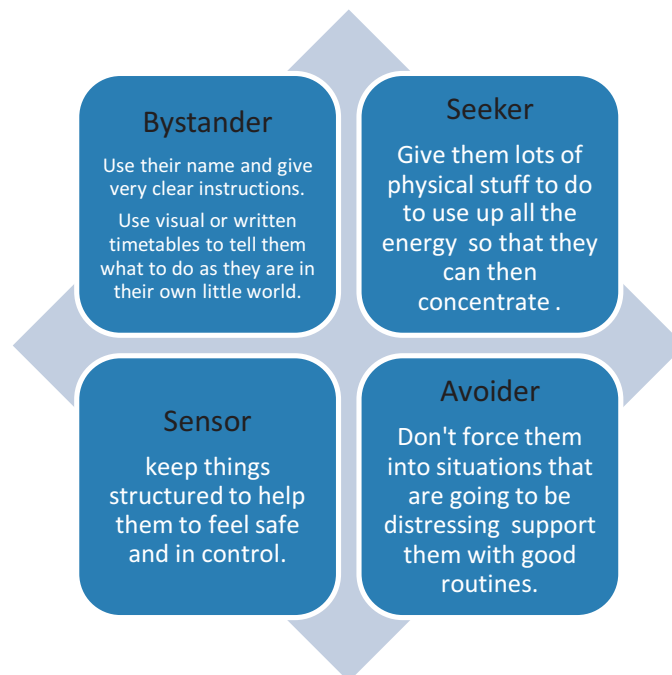 Bystander
Use their name and give
very clear instructions.
Use visual or written
timetables to tell them
what to do as they are in
their own little world.
Seeker
Give them lots of
physical stuff to do
to use up all the
energy  so that they
can then
concentrate .
Sensor
keep things
structured to help
them to feel safe
and in control.
Avoider
Don't force them
into situations that
are going to be
distressing  support
them with good
routines.